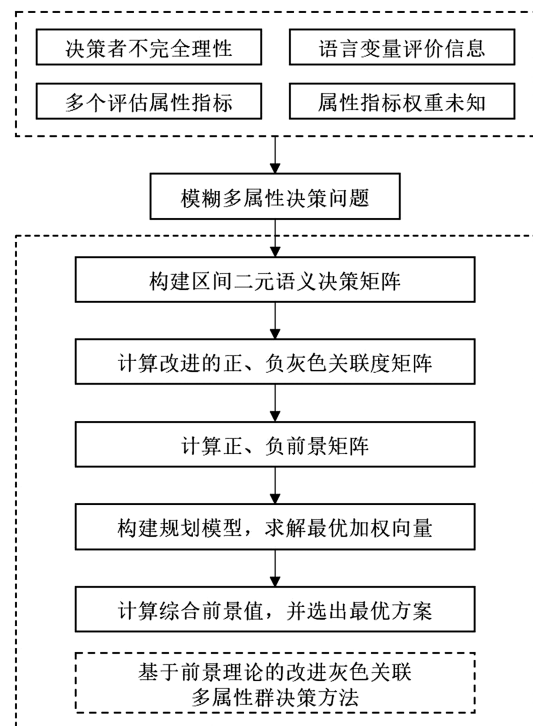 决策者不完全理性
语言变量评价信息
多个评估属性指标
属性指标权重未知
模糊多属性决策问题
构建区间二元语义决策矩阵
计算改进的正、负灰色关联度矩阵
计算正、负前景矩阵
构建规划模型，求解最优加权向量
计算综合前景值，并选出最优方案
基于前景理论的改进灰色关联
多属性群决策方法